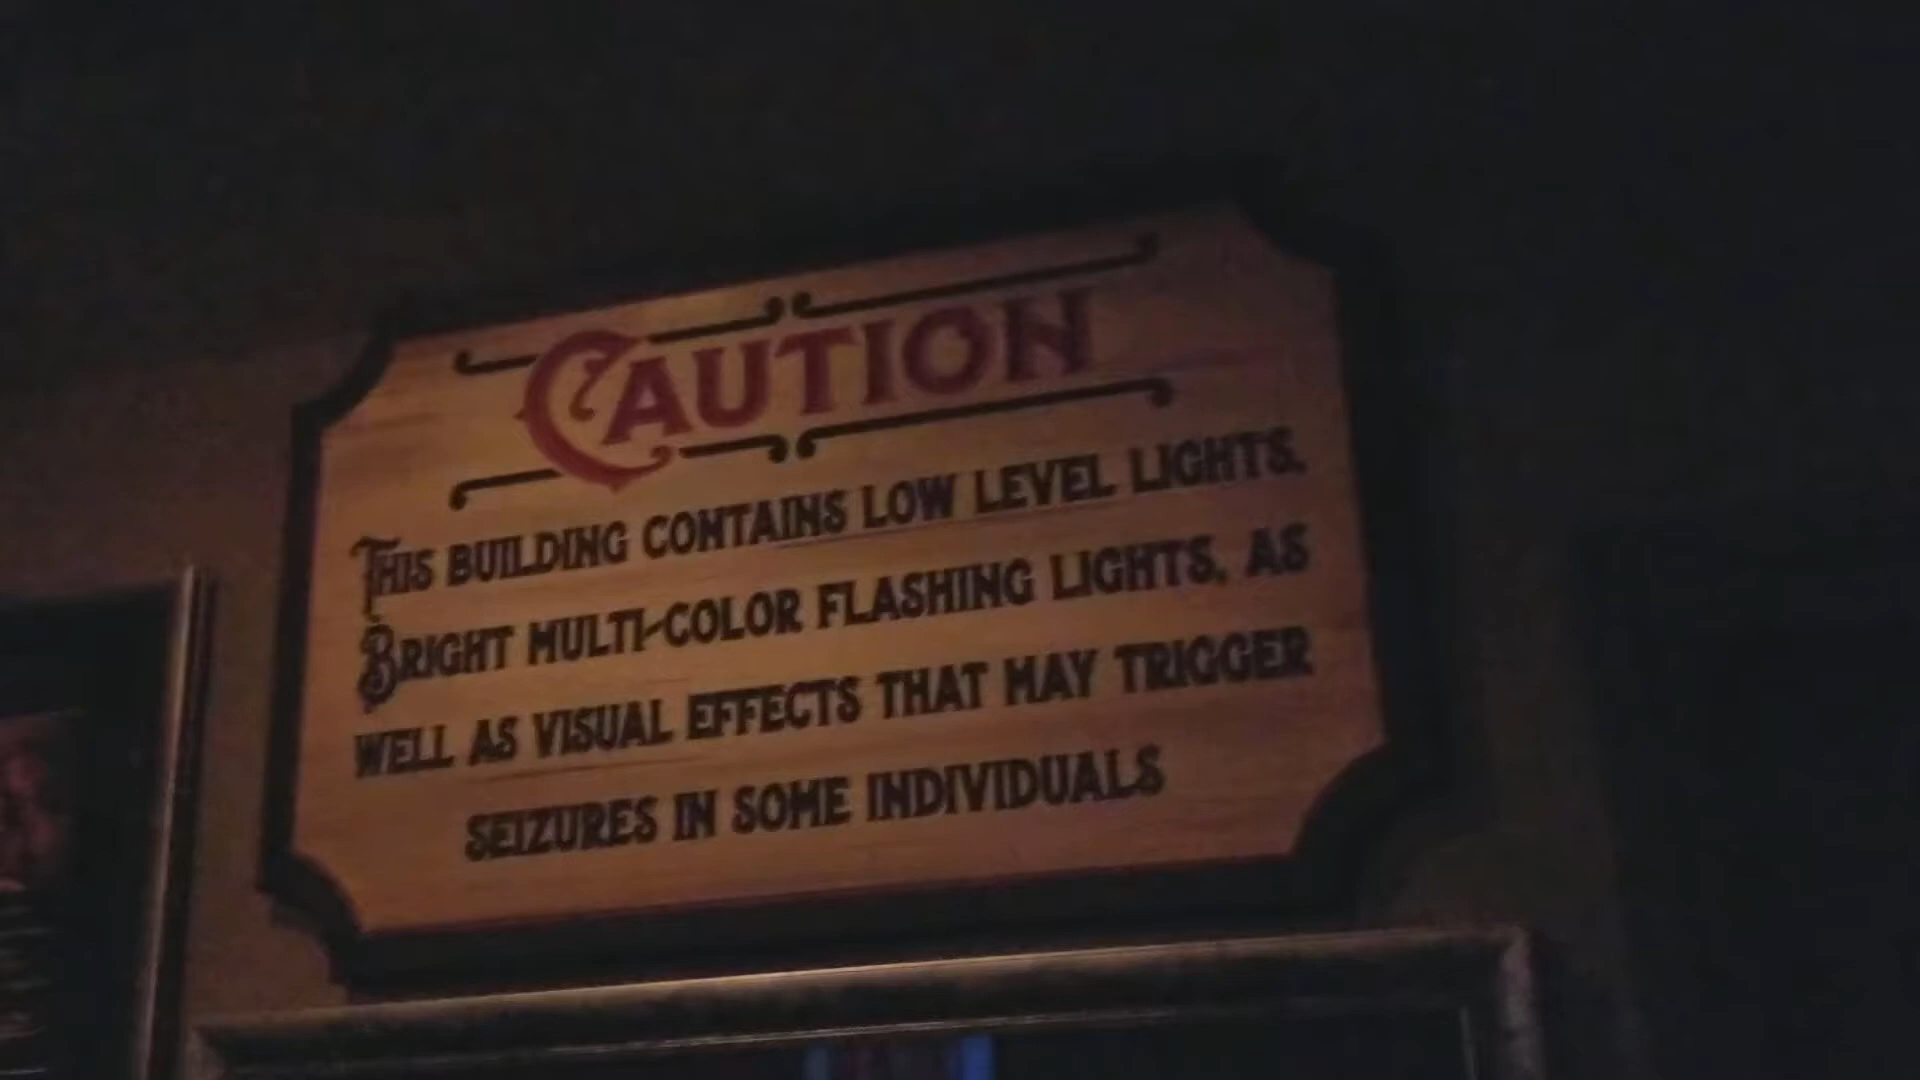 CAUTION
THIS BUILDING CONTAINS LOW LEVEL LIGHTS,
BRIGHT MULTI-COLOR FLASHING LIGHTS, AS
WELL AS VISUAL EFFECTS THAT MAY TRIGGER
SEIZURES IN SOME INDIVIDUALS